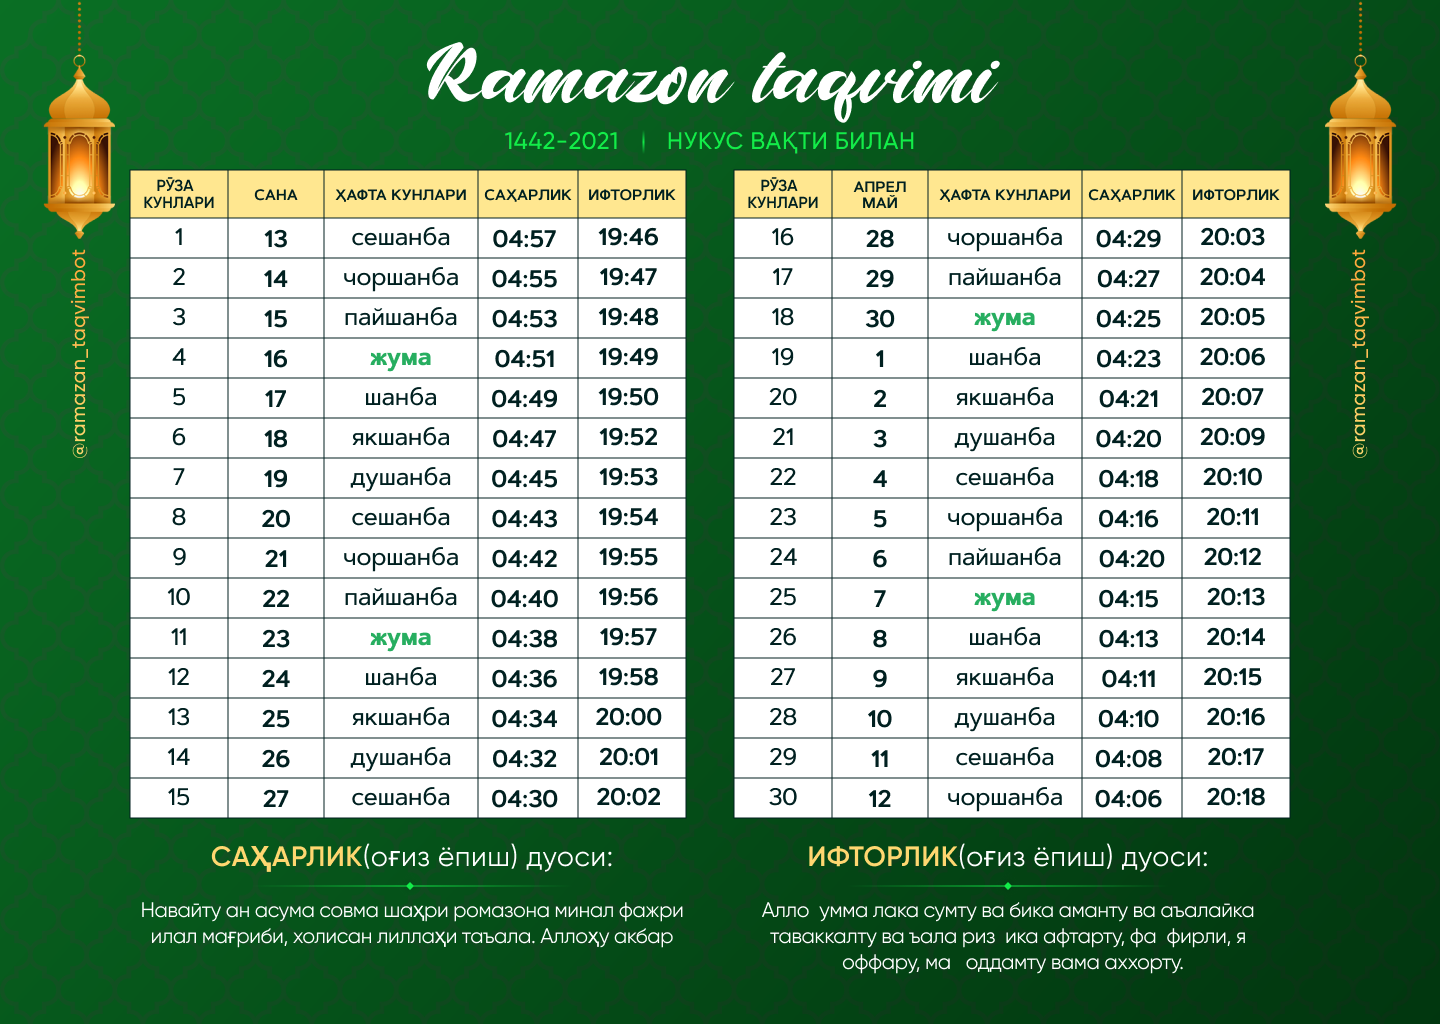 Ramazon taqvimi
1442-2021 | НУКУС ВАҚТИ БИЛАН
@ramazan_taqvimbot
@ramazan_taqvimbot
РЎЗА КУНЛАРИ САНА ҲАФТА КУНЛАРИ САҲАРЛИК ИФТОРЛИК
1 13 сешанба 04:57 19:46
2 14 чоршанба 04:55 19:47
3 15 пайшанба 04:53 19:48
4 16 жума 04:51 19:49
5 17 шанба 04:49 19:50
6 18 якшанба 04:47 19:52
7 19 душанба 04:45 19:53
8 20 сешанба 04:43 19:54
9 21 чоршанба 04:42 19:55
10 22 пайшанба 04:40 19:56
11 23 жума 04:38 19:57
12 24 шанба 04:36 19:58
13 25 якшанба 04:34 20:00
14 26 душанба 04:32 20:01
15 27 сешанба 04:30 20:02
РЎЗА КУНЛАРИ АПРЕЛ МАЙ ҲАФТА КУНЛАРИ САҲАРЛИК ИФТОРЛИК
16 28 чоршанба 04:29 20:03
17 29 пайшанба 04:27 20:04
18 30 жума 04:25 20:05
19 1 шанба 04:23 20:06
20 2 якшанба 04:21 20:07
21 3 душанба 04:20 20:09
22 4 сешанба 04:18 20:10
23 5 чоршанба 04:16 20:11
24 6 пайшанба 04:20 20:12
25 7 жума 04:15 20:13
26 8 шанба 04:13 20:14
27 9 якшанба 04:11 20:15
28 10 душанба 04:10 20:16
29 11 сешанба 04:08 20:17
30 12 чоршанба 04:06 20:18
САҲАРЛИК(оғиз ёпиш) дуоси:
Навайту ан асума совма шаҳри ромазона минал фажри
илал мағриби, холисан лиллаҳи таъала. Аллоҳу акбар
ИФТОРЛИК(оғиз ёпиш) дуоси:
Алло умма лака сумту ва бика аманту ва аъалайка
таваккалту ва ъала риз ика афтарту, фа фирли, я
оффару, ма оддамту вама аххорту.